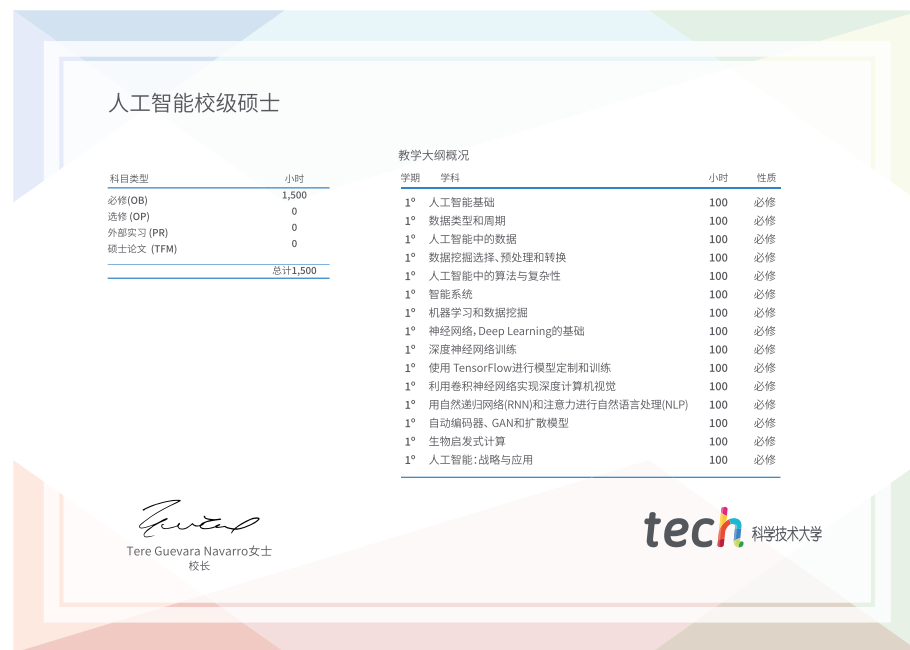 人工智能校级硕士
科目类型 小时
必修(OB) 1,500
选修 (OP) 0
外部实习 (PR) 0
硕士论文 (TFM) 0
总计1,500
教学大纲概况
学期 学科 小时 性质
1º 人工智能基础 100 必修
1º 数据类型和周期 100 必修
1º 人工智能中的数据 100 必修
1º 数据挖掘选择、预处理和转换 100 必修
1º 人工智能中的算法与复杂性 100 必修
1º 智能系统 100 必修
1º 机器学习和数据挖掘 100 必修
1º 神经网络，Deep Learning的基础 100 必修
1º 深度神经网络训练 100 必修
1º 使用 TensorFlow进行模型定制和训练 100 必修
1º 利用卷积神经网络实现深度计算机视觉 100 必修
1º 用自然递归网络(RNN)和注意力进行自然语言处理(NLP) 100 必修
1º 自动编码器、GAN和扩散模型 100 必修
1º 生物启发式计算 100 必修
1º 人工智能：战略与应用 100 必修
Tere Guevara Navarro女士
校长
tech 科学技术大学